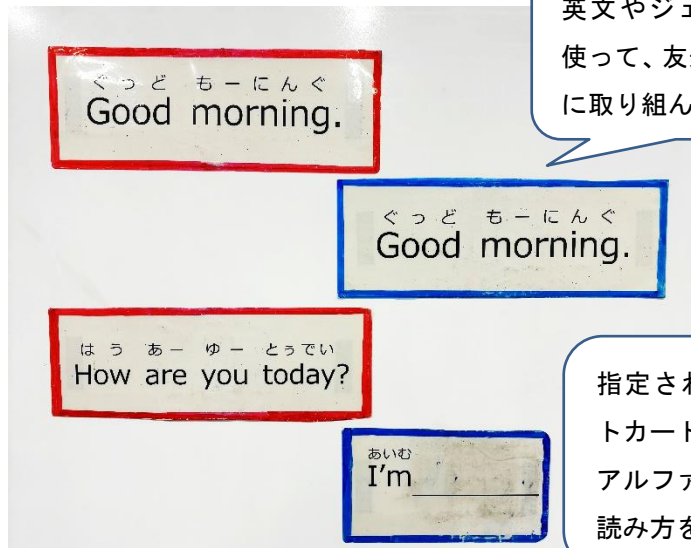 英文やジェ
使って、友
に取り組ん
ぐっど もーにんぐ
Good morning.
ぐっど もーにんぐ
Good morning.
はう あー ゆー とぅでい
How are you today?
指定され
トカート
アルファ
読み方を
あいむ
I'm